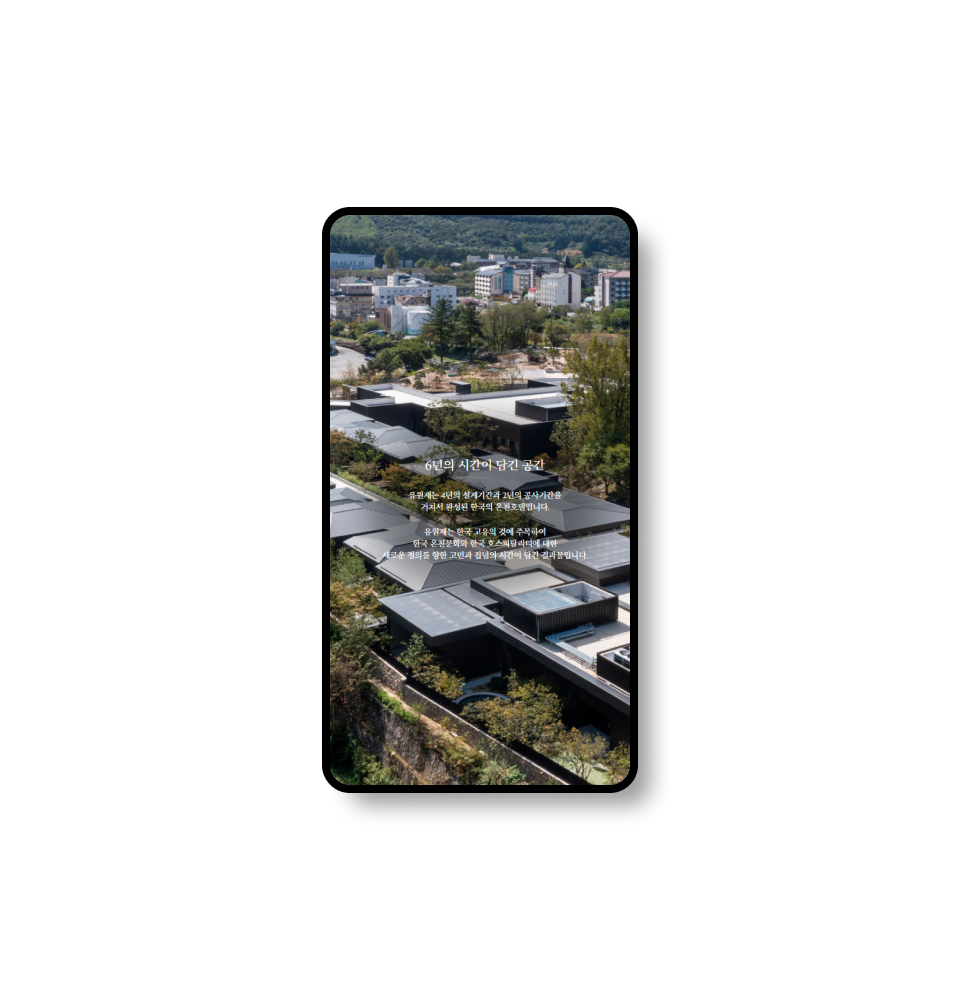 6년의 시간이 담긴 공간
유원재는 4년의 설계기간과 2년의 공사기간을
거쳐서 완성된 한국의 온천호텔입니다.
유원재는 한국 고유의 것에 주목하여
한국 온천문화와 한국 호스피탈리티에 대한
새로운 정의를 향한 고민과 집념의 시간이 담긴 결과물입니다.